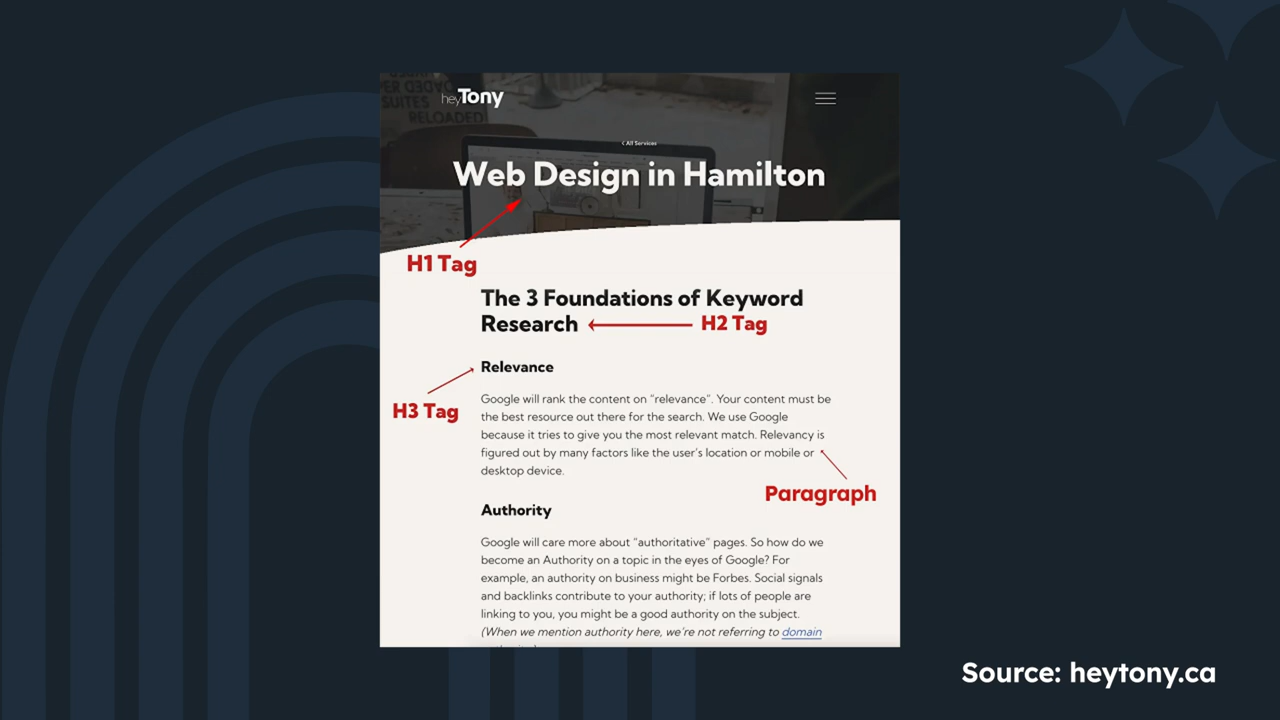 PER DADED
SUITES
RELOADED
heyTony
< All Services
Web Design in Hamilton
H1 Tag
The 3 Foundations of Keyword
Research
H2 Tag
Relevance
H3 Tag
Google will rank the content on “relevance”. Your content must be
the best resource out there for the search. We use Google
because it tries to give you the most relevant match. Relevancy is
figured out by many factors like the user’s location or mobile or
desktop device.
Paragraph
Authority
Google will care more about “authoritative” pages. So how do we
become an Authority on a topic in the eyes of Google? For
example, an authority on business might be Forbes. Social signals
and backlinks contribute to your authority; if lots of people are
linking to you, you might be a good authority on the subject.
(When we mention authority here, we’re not referring to domain
Source: heytony.ca